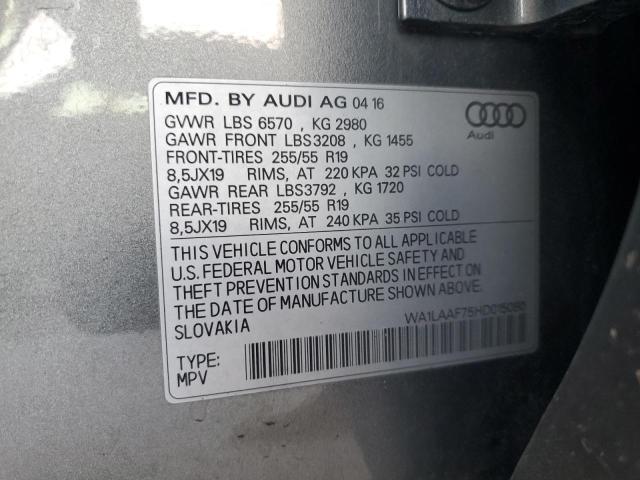 MFD. BY AUDI AG 04 16
GVWR LBS 6570 , KG 2980
GAWR FRONT LBS3208 , KG 1455
FRONT-TIRES 255/55 R19
8,5JX19 RIMS, AT 220 KPA 32 PSI COLD
GAWR REAR LBS3792 , KG 1720
REAR-TIRES 255/55 R19
8,5JX19 RIMS, AT 240 KPA 35 PSI COLD
Audi
THIS VEHICLE CONFORMS TO ALL APPLICABLE
U.S. FEDERAL MOTOR VEHICLE SAFETY AND
THEFT PREVENTION STANDARDS IN EFFECT ON
THE DATE OF MANUFACTURE SHOWN ABOVE
SLOVAKIA
WA1LAAF75HD015080
TYPE:
MPV